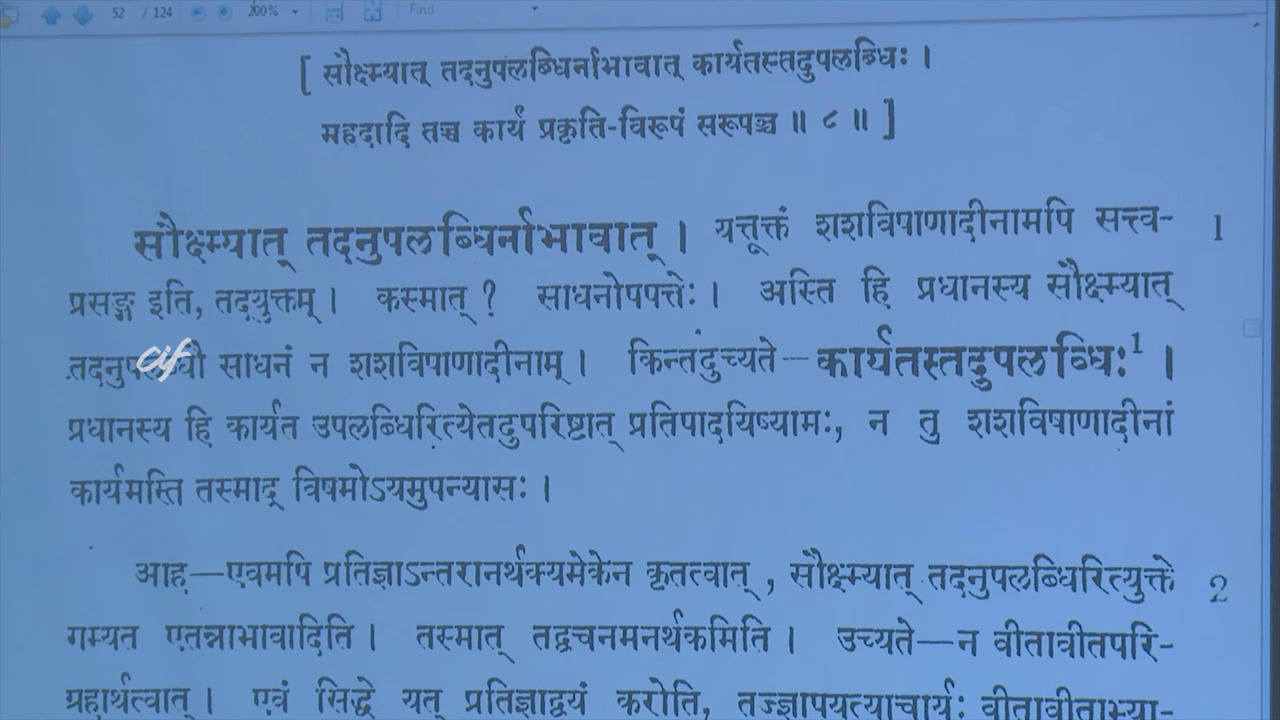 52 / 124 200% Find
[ सौक्ष्म्यात् तदनुपलब्धिर्नाभावात् कार्यतस्तदुपलब्धिः ।
महदादि तच्च कार्यं प्रकृति-विरूपं सरूपञ्च ॥ ८ ॥ ]
सौक्ष्म्यात् तदनुपलब्धिर्नाभावात् । यत्तूक्तं शशविषाणादीनामपि सत्त्व- 1
प्रसङ्ग इति, तदयुक्तम् । कस्मात् ? साधनोपपत्तेः । अस्ति हि प्रधानस्य सौक्ष्म्यात्
साधनं न शशविषाणादीनाम् । किन्तदुच्यते—कार्यतस्तदुपलब्धिः¹ ।
cif
प्रधानस्य हि कार्यत उपलब्धिरित्येतदुपरिष्टात् प्रतिपादयिष्यामः, न तु शशविषाणादीनां
कार्यमस्ति तस्माद् विषमोऽयमुपन्यासः ।
आह—एवमपि प्रतिज्ञाऽन्तरानर्थक्यमेकेन कृतत्वात् , सौक्ष्म्यात् तदनुपलब्धिरित्युक्ते 2
गम्यत एतन्नाभावादिति । तस्मात् तद्वचनमनर्थकमिति । उच्यते—न वीतावीतपरि-
ग्रहार्थत्वात् । एवं सिद्धे यत् प्रतिज्ञाद्वयं करोति, तज्ज्ञापयत्याचार्यः वीतावीताभ्या-